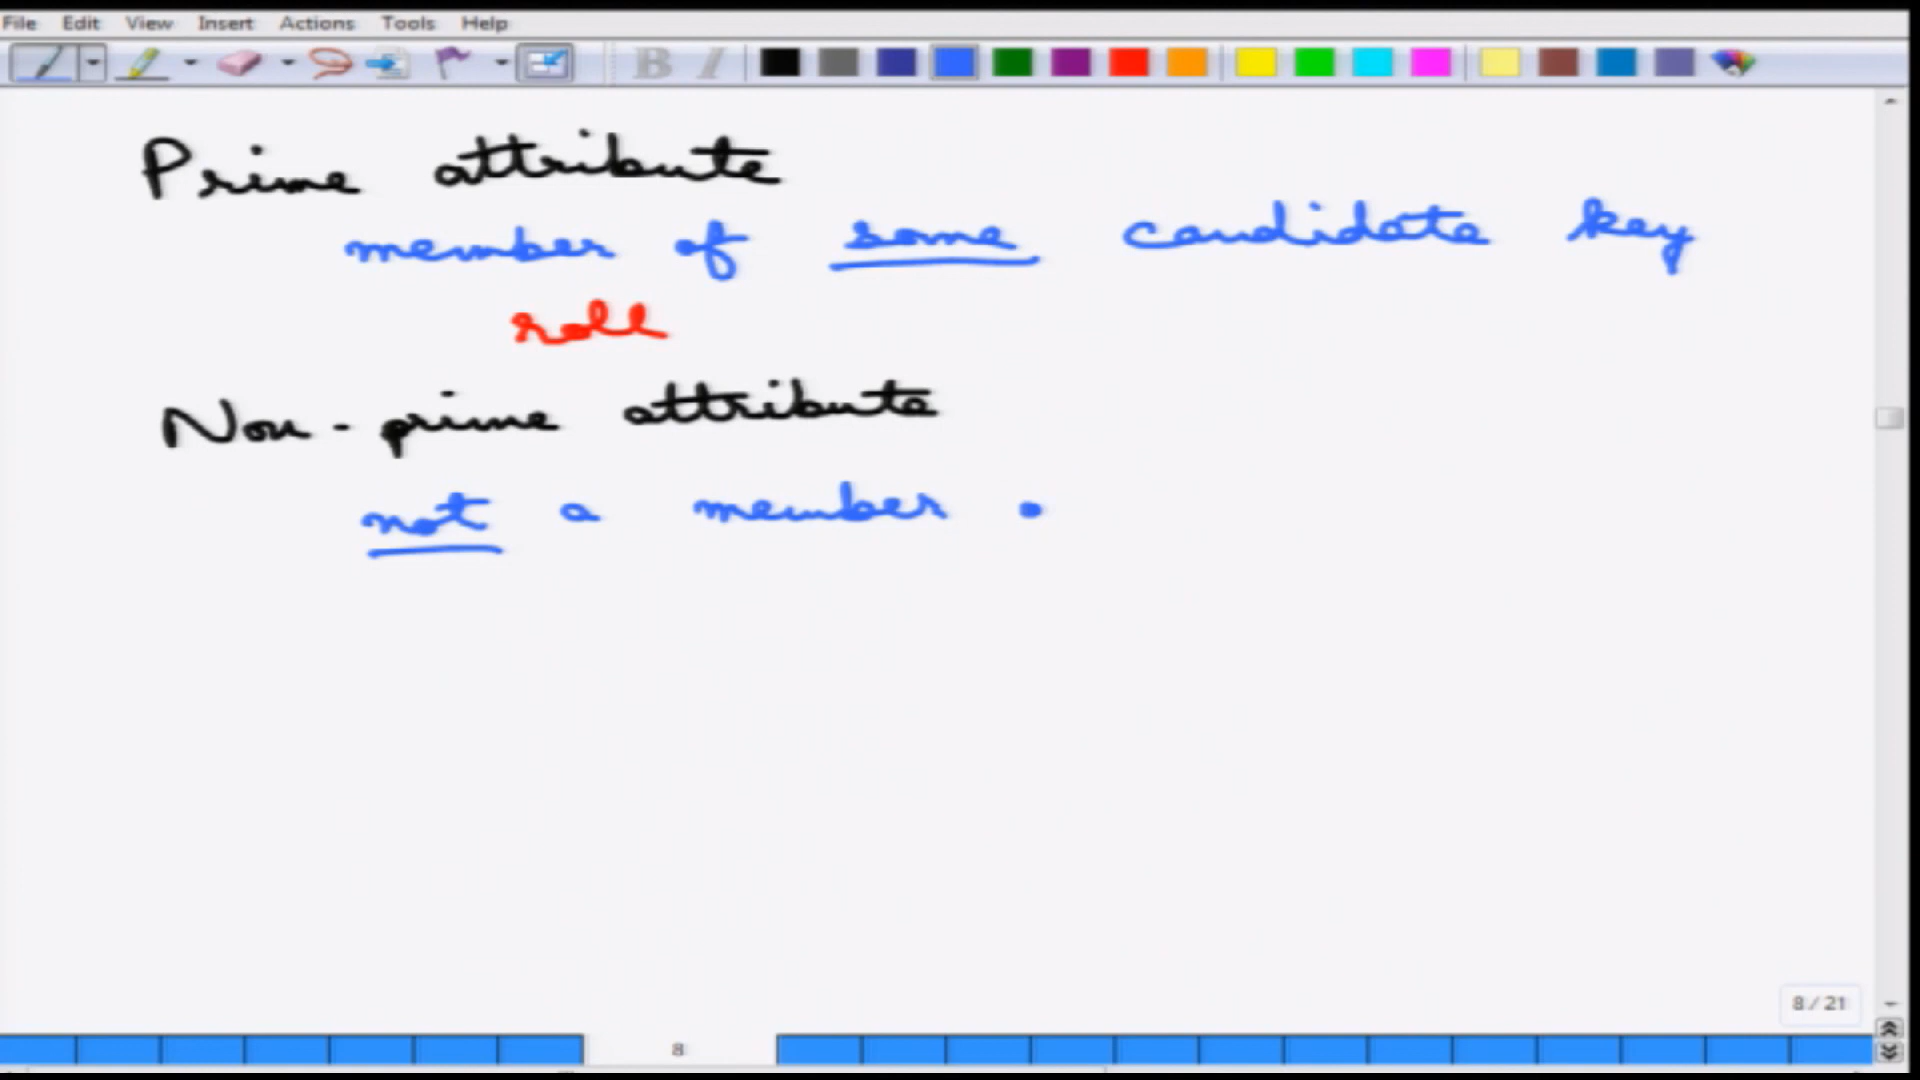 File Edit View Insert Actions Tools Help
B I
Prime attribute
member of some candidate key
roll
Non-prime attribute
not a member
8 / 21
8